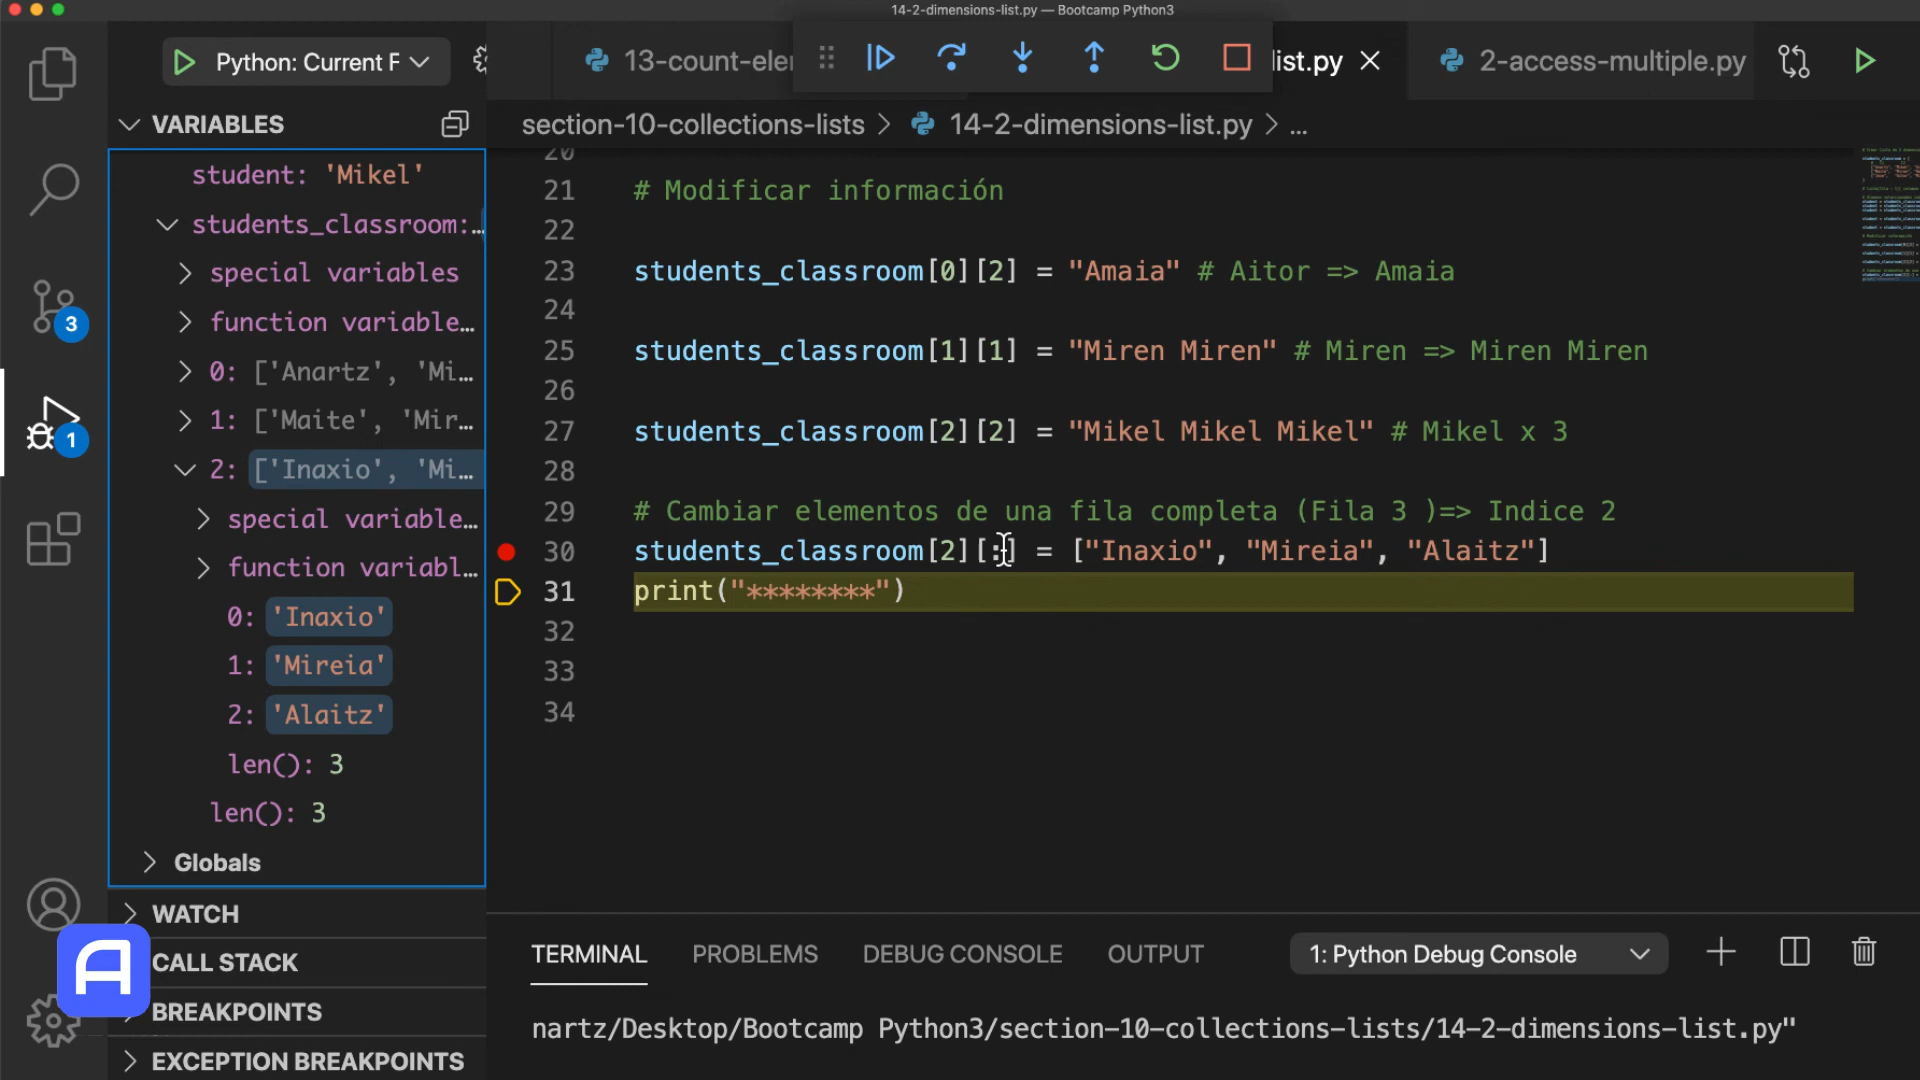 14-2-dimensions-list.py — Bootcamp Python3
Python: Current F
13-count-eler
list.py
2-access-multiple.py
VARIABLES
section-10-collections-lists > 14-2-dimensions-list.py > ...
student: 'Mikel'
students_classroom:…
special variables
function variable…
0: ['Anartz', 'Mi…
1: ['Maite', 'Mir…
2: ['Inaxio', 'Mi…
special variable…
function variabl…
0: 'Inaxio'
1: 'Mireia'
2: 'Alaitz'
len(): 3
len(): 3
Globals
WATCH
CALL STACK
BREAKPOINTS
EXCEPTION BREAKPOINTS
3
1
A
20
21 # Modificar información
22
23 students_classroom[0][2] = "Amaia" # Aitor => Amaia
24
25 students_classroom[1][1] = "Miren Miren" # Miren => Miren Miren
26
27 students_classroom[2][2] = "Mikel Mikel Mikel" # Mikel x 3
28
29 # Cambiar elementos de una fila completa (Fila 3 )=> Indice 2
30 students_classroom[2][:] = ["Inaxio", "Mireia", "Alaitz"]
31 print("********")
32
33
34
TERMINAL PROBLEMS DEBUG CONSOLE OUTPUT 1: Python Debug Console
nartz/Desktop/Bootcamp Python3/section-10-collections-lists/14-2-dimensions-list.py"